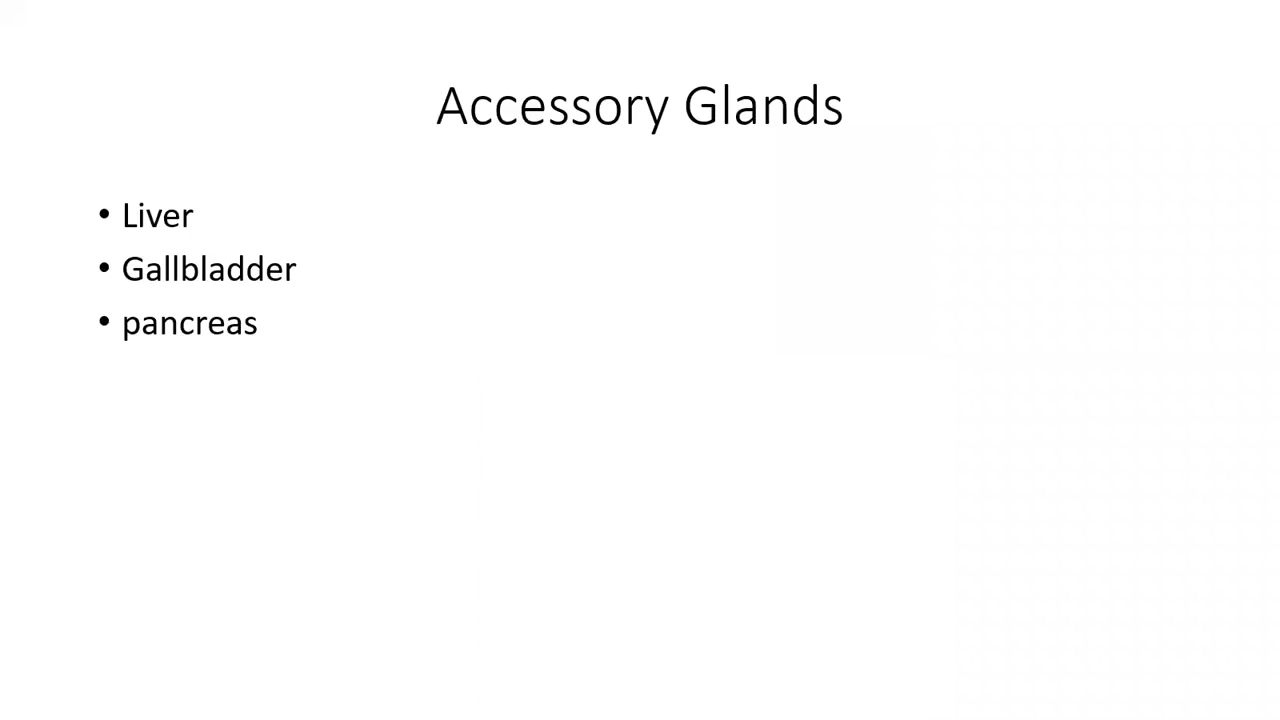 Accessory Glands
• Liver
• Gallbladder
• pancreas